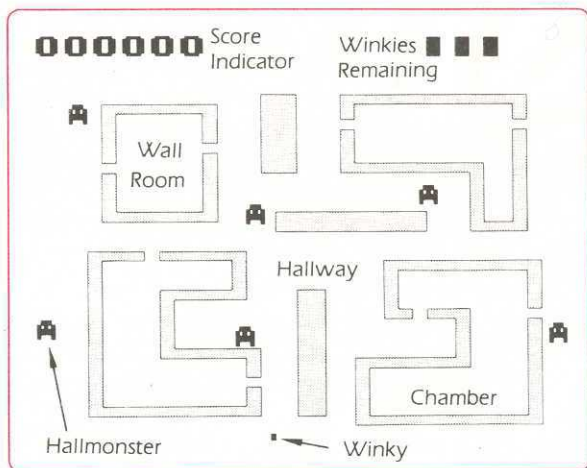 000000 Score
Indicator
Winkies
Remaining
Wall
Room
Hallway
Chamber
Hallmonster
Winky